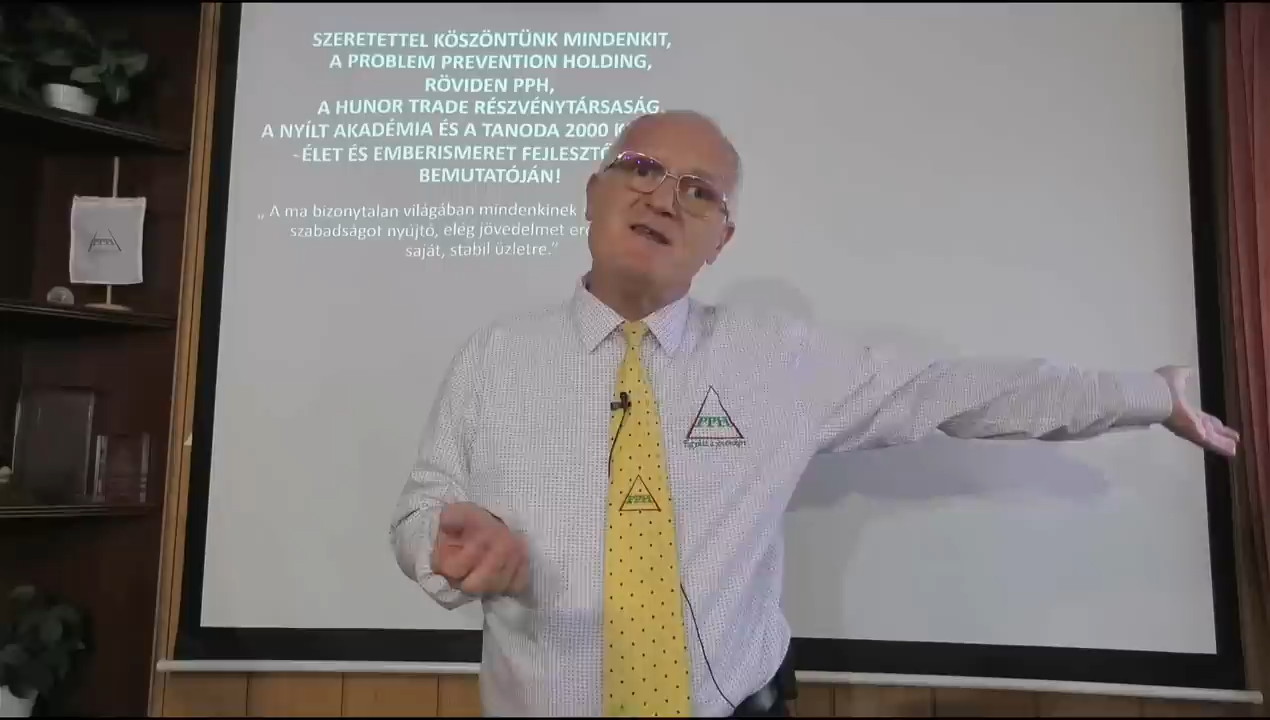 SZERETETTEL KÖSZÖNTÜNK MINDENKIT,
A PROBLEM PREVENTION HOLDING,
RÖVIDEN PPH,
A HUNOR TRADE RÉSZVÉNYTÁRSASÁG,
A NYÍLT AKADÉMIA ÉS A TANODA 2000
- ÉLET ÉS EMBERISMERET FEJLESZTŐ
BEMUTATÓJÁN!
„ A ma bizonytalan világában mindenkinek
szabadságot nyújtó, elég jövedelmet
saját, stabil üzletre.”
PPH
PPH
PPH